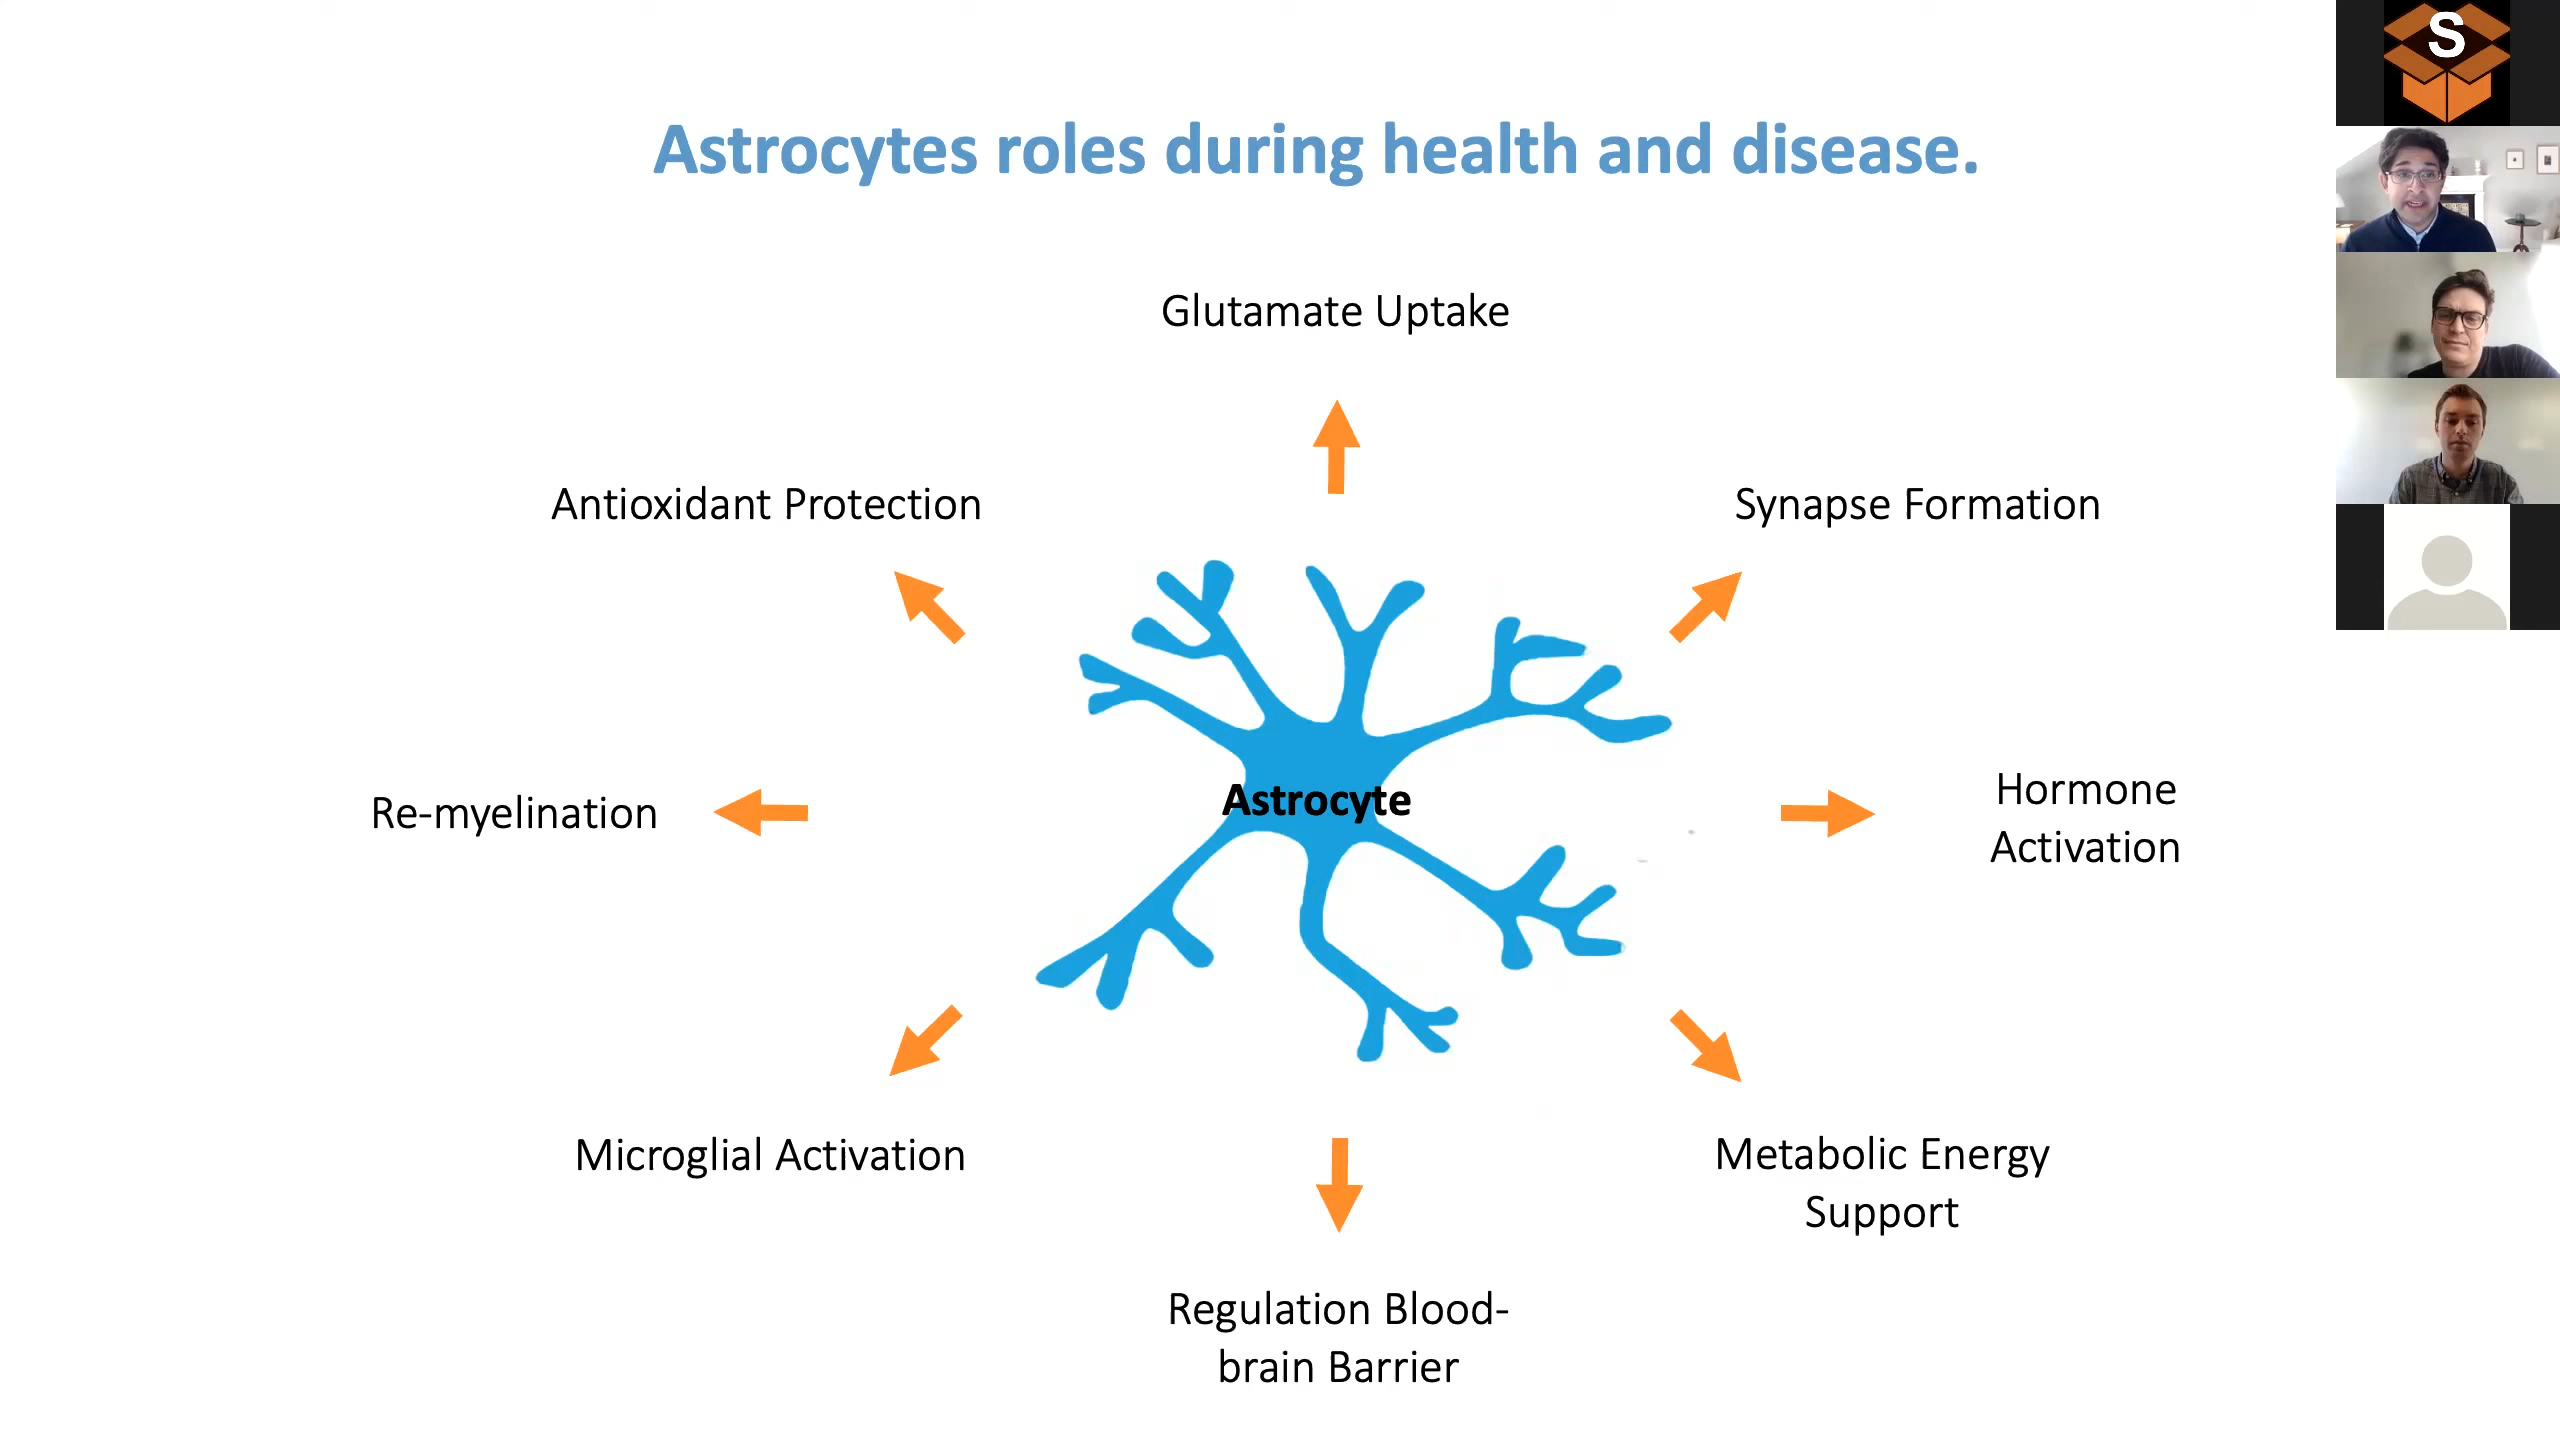 S
Astrocytes roles during health and disease.
Glutamate Uptake
Antioxidant Protection
Synapse Formation
Re-myelination
Astrocyte
Hormone
Activation
Microglial Activation
Metabolic Energy
Support
Regulation Blood-
brain Barrier